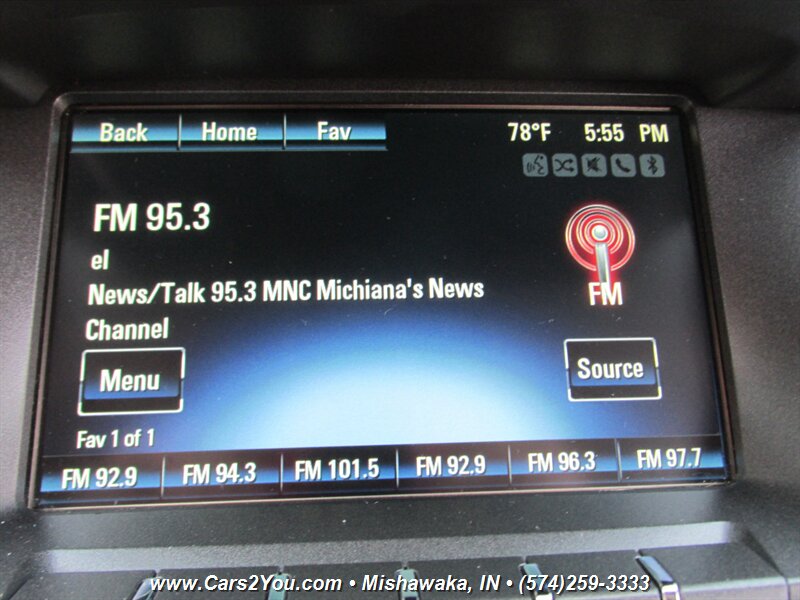 Back Home Fav 78°F 5:55 PM
FM 95.3
el
News/Talk 95.3 MNC Michiana's News
Channel
FM
Menu
Source
Fav 1 of 1
FM 92.9 FM 94.3 FM 101.5 FM 92.9 FM 96.3 FM 97.7
www.Cars2You.com • Mishawaka, IN • (574)259-3333